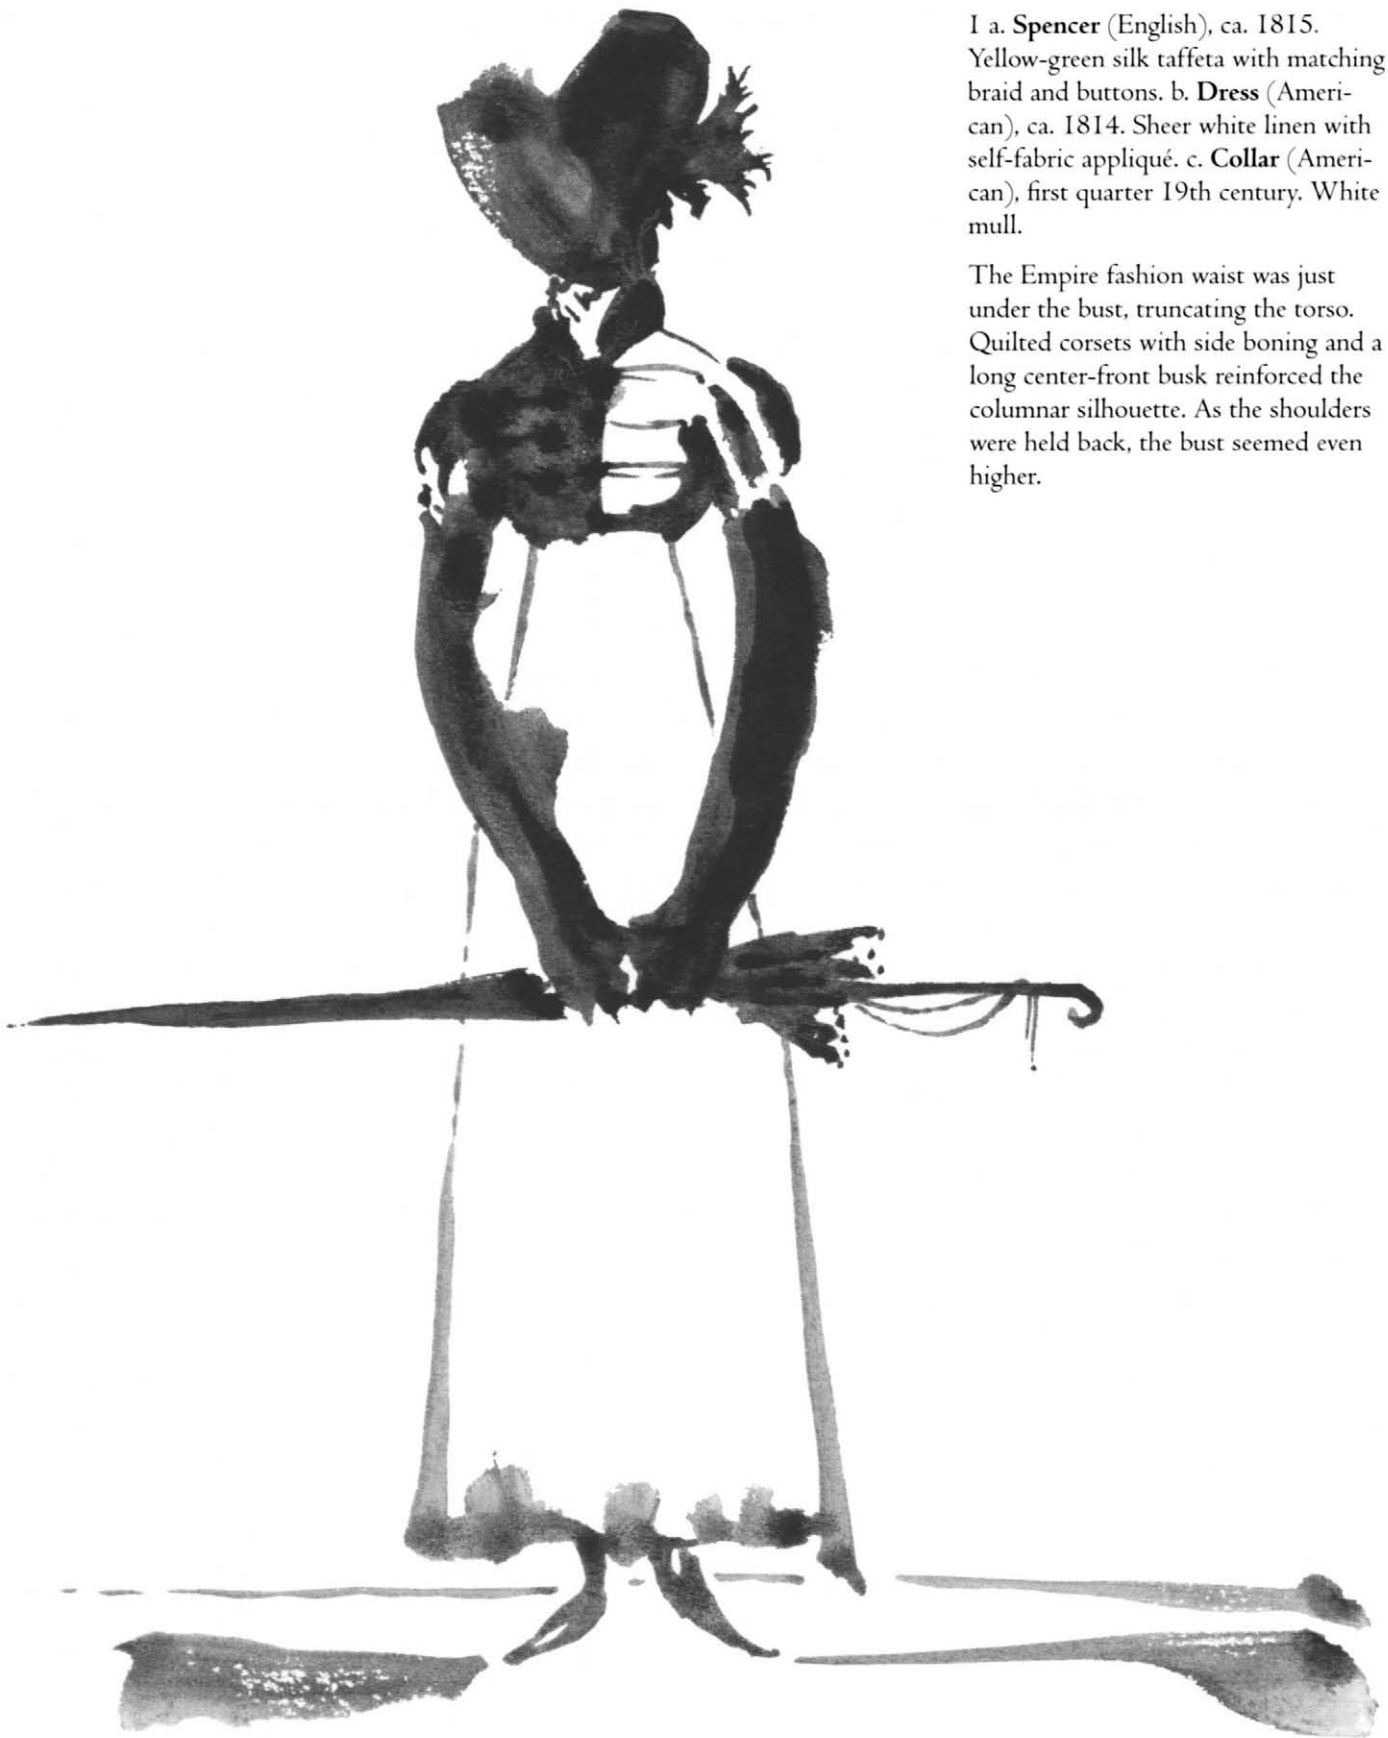 1 a. Spencer (English), ca. 1815.
Yellow-green silk taffeta with matching
braid and buttons. b. Dress (Ameri-
can), ca. 1814. Sheer white linen with
self-fabric appliqué. c. Collar (Ameri-
can), first quarter 19th century. White
mull.
The Empire fashion waist was just
under the bust, truncating the torso.
Quilted corsets with side boning and a
long center-front busk reinforced the
columnar silhouette. As the shoulders
were held back, the bust seemed even
higher.